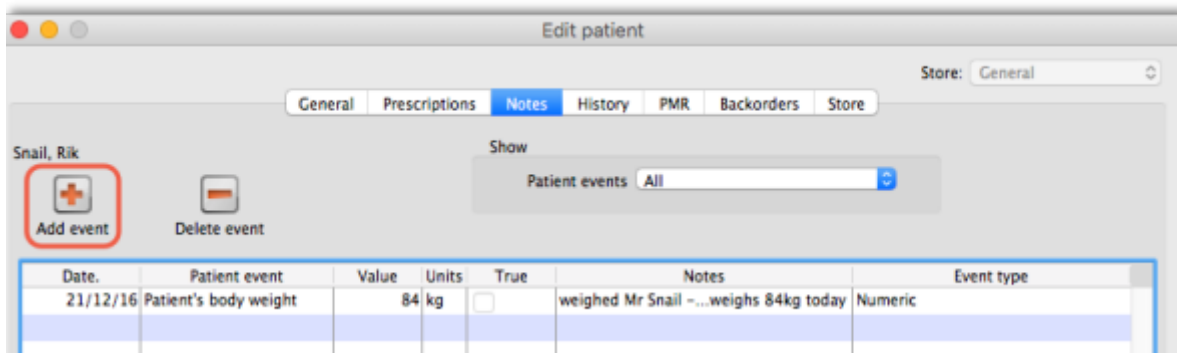 Edit patient
Store: General
General Prescriptions Notes History PMR Backorders Store
Snail, Rik
Show
Patient events All
Add event Delete event
Date. Patient event Value Units True Notes Event type
21/12/16 Patient's body weight 84 kg weighed Mr Snail -...weighs 84kg today Numeric